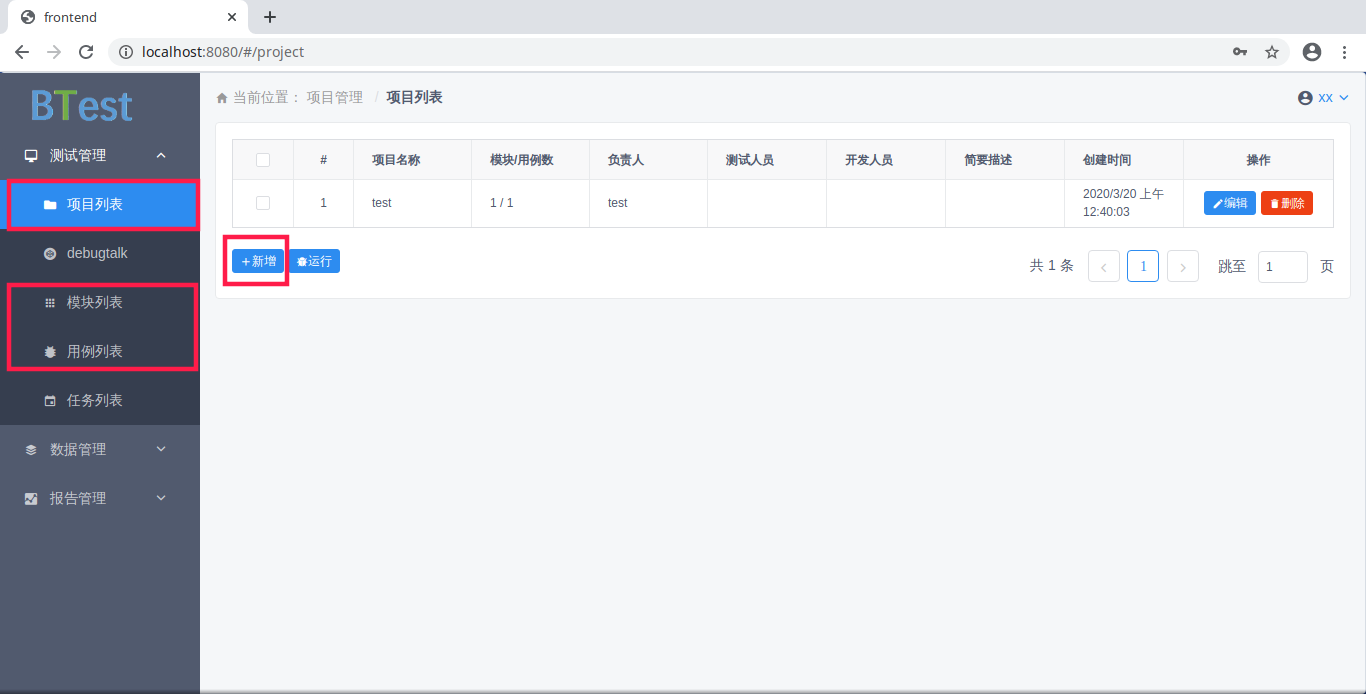 frontend
localhost:8080/#/project
BTest
测试管理
项目列表
debugtalk
模块列表
用例列表
任务列表
数据管理
报告管理
当前位置： 项目管理 / 项目列表
xx
# 项目名称 模块/用例数 负责人 测试人员 开发人员 简要描述 创建时间 操作
1 test 1 / 1 test 2020/3/20 上午 12:40:03 编辑 删除
+新增 运行
共 1 条 1 跳至 1 页